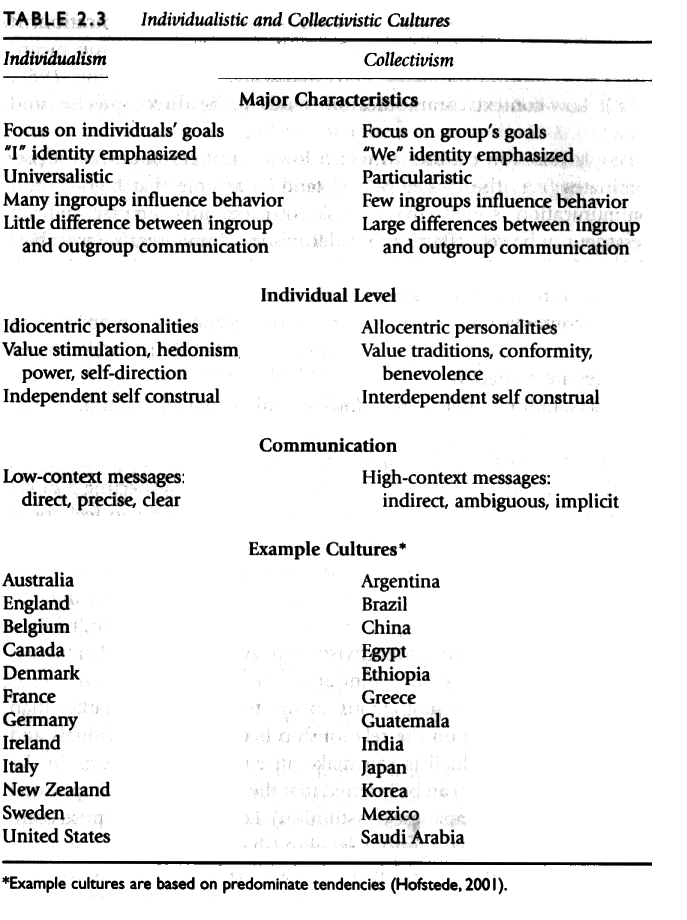 TABLE 2.3 Individualistic and Collectivistic Cultures
Individualism Collectivism
Major Characteristics
Focus on individuals' goals Focus on group's goals
"I" identity emphasized "We" identity emphasized
Universalistic Particularistic
Many ingroups influence behavior Few ingroups influence behavior
Little difference between ingroup Large differences between ingroup
and outgroup communication and outgroup communication
Individual Level
Idiocentric personalities Allocentric personalities
Value stimulation, hedonism Value traditions, conformity,
power, self-direction benevolence
Independent self construal Interdependent self construal
Communication
Low-context messages: High-context messages:
direct, precise, clear indirect, ambiguous, implicit
Example Cultures*
Australia Argentina
England Brazil
Belgium China
Canada Egypt
Denmark Ethiopia
France Greece
Germany Guatemala
Ireland India
Italy Japan
New Zealand Korea
Sweden Mexico
United States Saudi Arabia
*Example cultures are based on predominate tendencies (Hofstede, 2001).